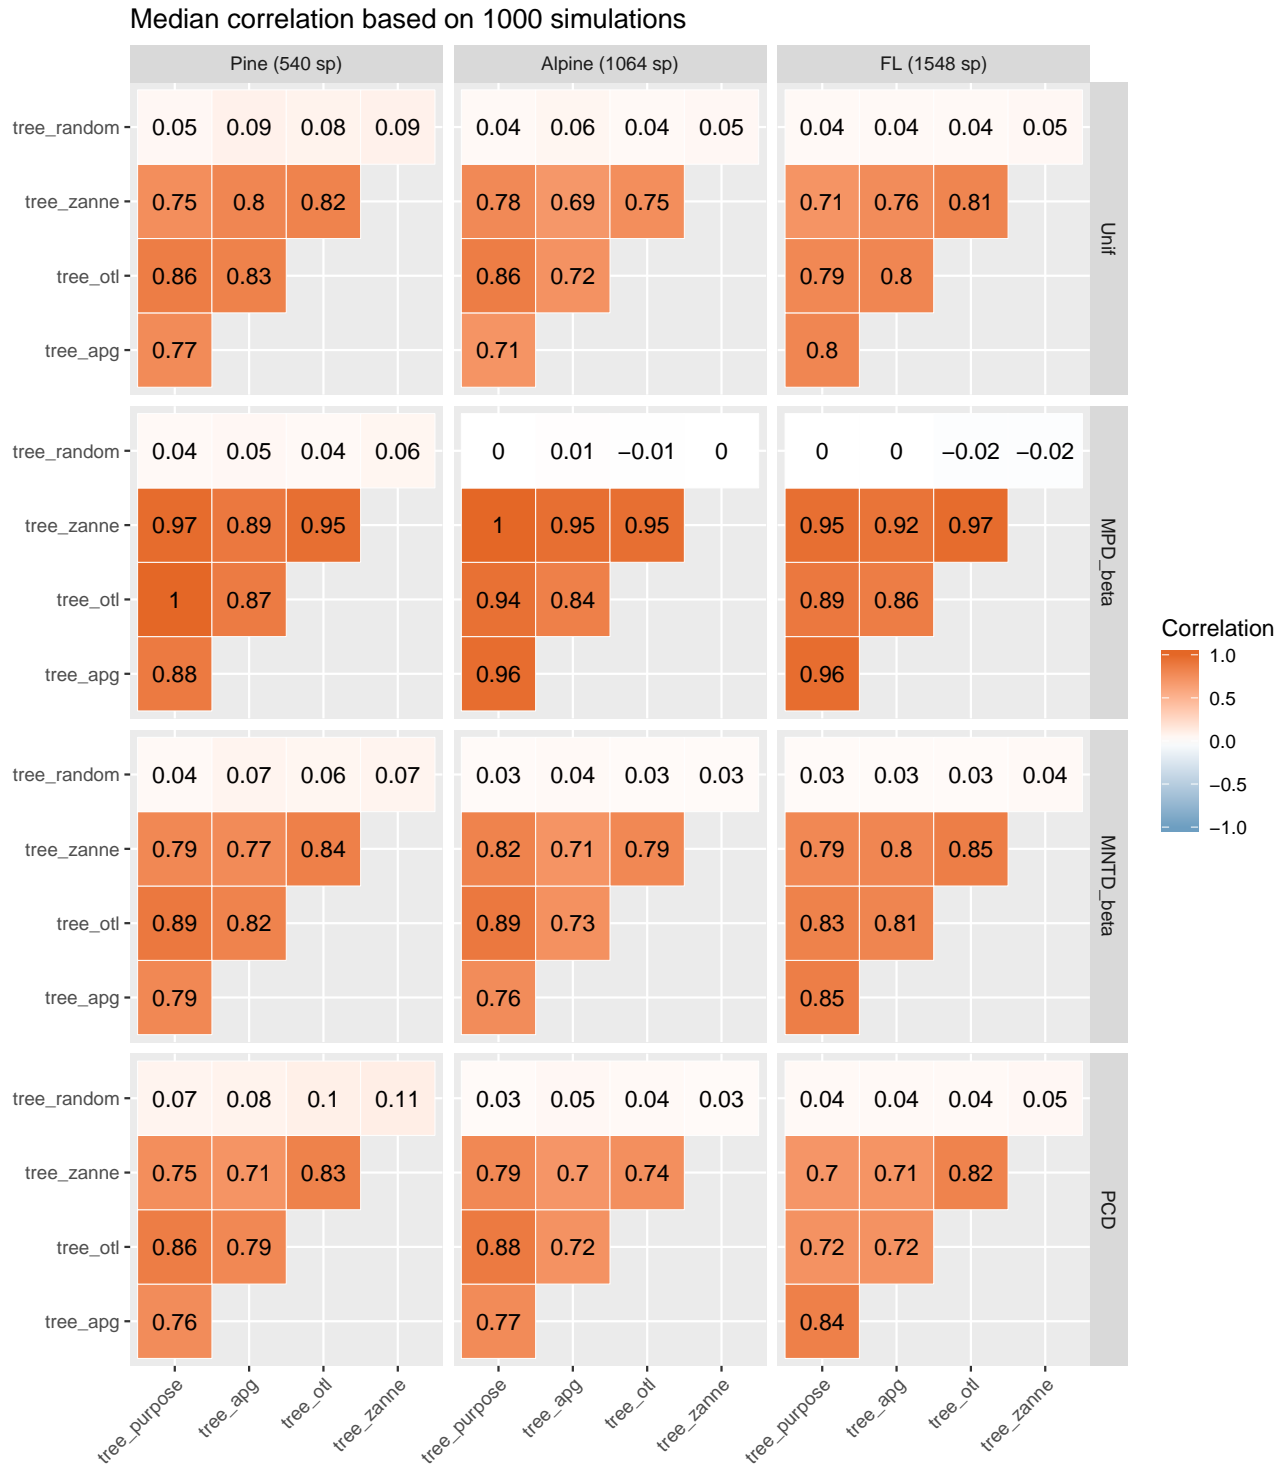 Median correlation based on 1000 simulations
Pine (540 sp) Alpine (1064 sp) FL (1548 sp)
tree_random 0.05 0.09 0.08 0.09 0.04 0.06 0.04 0.05 0.04 0.04 0.04 0.05
tree_zanne 0.75 0.8 0.82 0.78 0.69 0.75 0.71 0.76 0.81
Unif
tree_otl 0.86 0.83 0.86 0.72 0.79 0.8
tree_apg 0.77 0.71 0.8
tree_random 0.04 0.05 0.04 0.06 0 0.01 −0.01 0 0 0 −0.02 −0.02
tree_zanne 0.97 0.89 0.95 1 0.95 0.95 0.95 0.92 0.97
MPD_beta
tree_otl 1 0.87 0.94 0.84 0.89 0.86
tree_apg 0.88 0.96 0.96
tree_random 0.04 0.07 0.06 0.07 0.03 0.04 0.03 0.03 0.03 0.03 0.03 0.04
tree_zanne 0.79 0.77 0.84 0.82 0.71 0.79 0.79 0.8 0.85
MNTD_beta
tree_otl 0.89 0.82 0.89 0.73 0.83 0.81
tree_apg 0.79 0.76 0.85
tree_random 0.07 0.08 0.1 0.11 0.03 0.05 0.04 0.03 0.04 0.04 0.04 0.05
tree_zanne 0.75 0.71 0.83 0.79 0.7 0.74 0.7 0.71 0.82
PCD
tree_otl 0.86 0.79 0.88 0.72 0.72 0.72
tree_apg 0.76 0.77 0.84
tree_purpose tree_apg tree_otl tree_zanne tree_purpose tree_apg tree_otl tree_zanne tree_purpose tree_apg tree_otl tree_zanne
Correlation
1.0
0.5
0.0
−0.5
−1.0